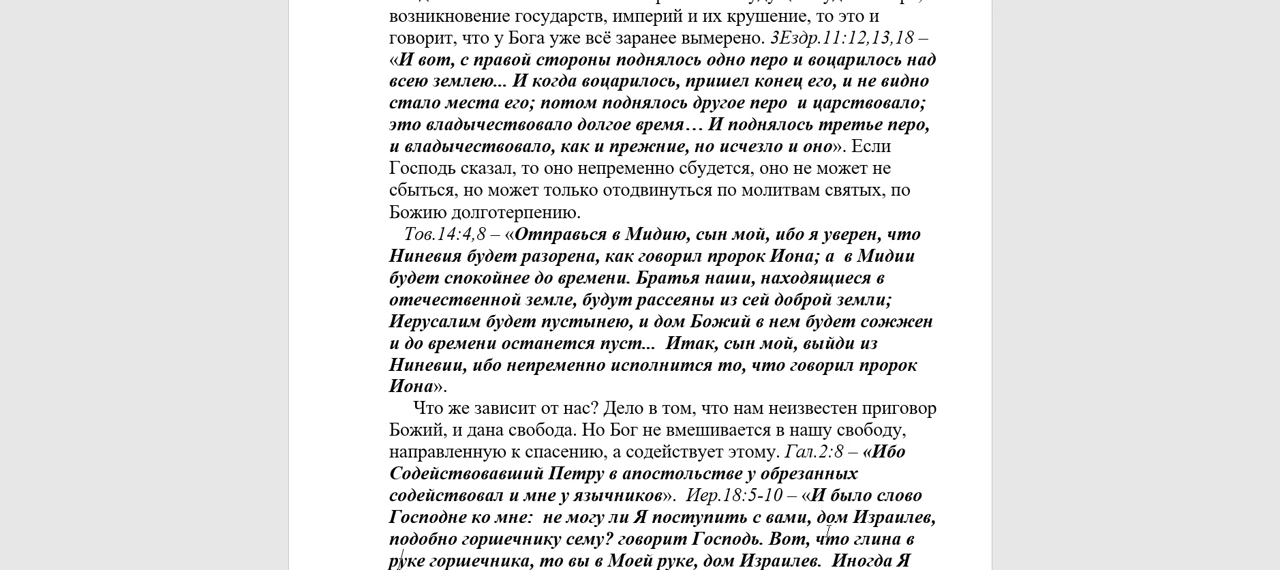 возникновение государств, империй и их крушение, то это и
говорит, что у Бога уже всё заранее вымерено. 3Ездр.11:12,13,18 –
«И вот, с правой стороны поднялось одно перо и воцарилось над
всею землею... И когда воцарилось, пришел конец его, и не видно
стало места его; потом поднялось другое перо  и царствовало;
это владычествовало долгое время… И поднялось третье перо,
и владычествовало, как и прежние, но исчезло и оно». Если
Господь сказал, то оно непременно сбудется, оно не может не
сбыться, но может только отодвинуться по молитвам святых, по
Божию долготерпению.
Тов.14:4,8 – «Отправься в Мидию, сын мой, ибо я уверен, что
Ниневия будет разорена, как говорил пророк Иона; а  в Мидии
будет спокойнее до времени. Братья наши, находящиеся в
отечественной земле, будут рассеяны из сей доброй земли;
Иерусалим будет пустынею, и дом Божий в нем будет сожжен
и до времени останется пуст...  Итак, сын мой, выйди из
Ниневии, ибо непременно исполнится то, что говорил пророк
Иона».
Что же зависит от нас? Дело в том, что нам неизвестен приговор
Божий, и дана свобода. Но Бог не вмешивается в нашу свободу,
направленную к спасению, а содействует этому. Гал.2:8 – «Ибо
Содействовавший Петру в апостольстве у обрезанных
содействовал и мне у язычников».  Иер.18:5-10 – «И было слово
Господне ко мне:  не могу ли Я поступить с вами, дом Израилев,
подобно горшечнику сему? говорит Господь. Вот, что глина в
руке горшечника, то вы в Моей руке, дом Израилев.  Иногда Я